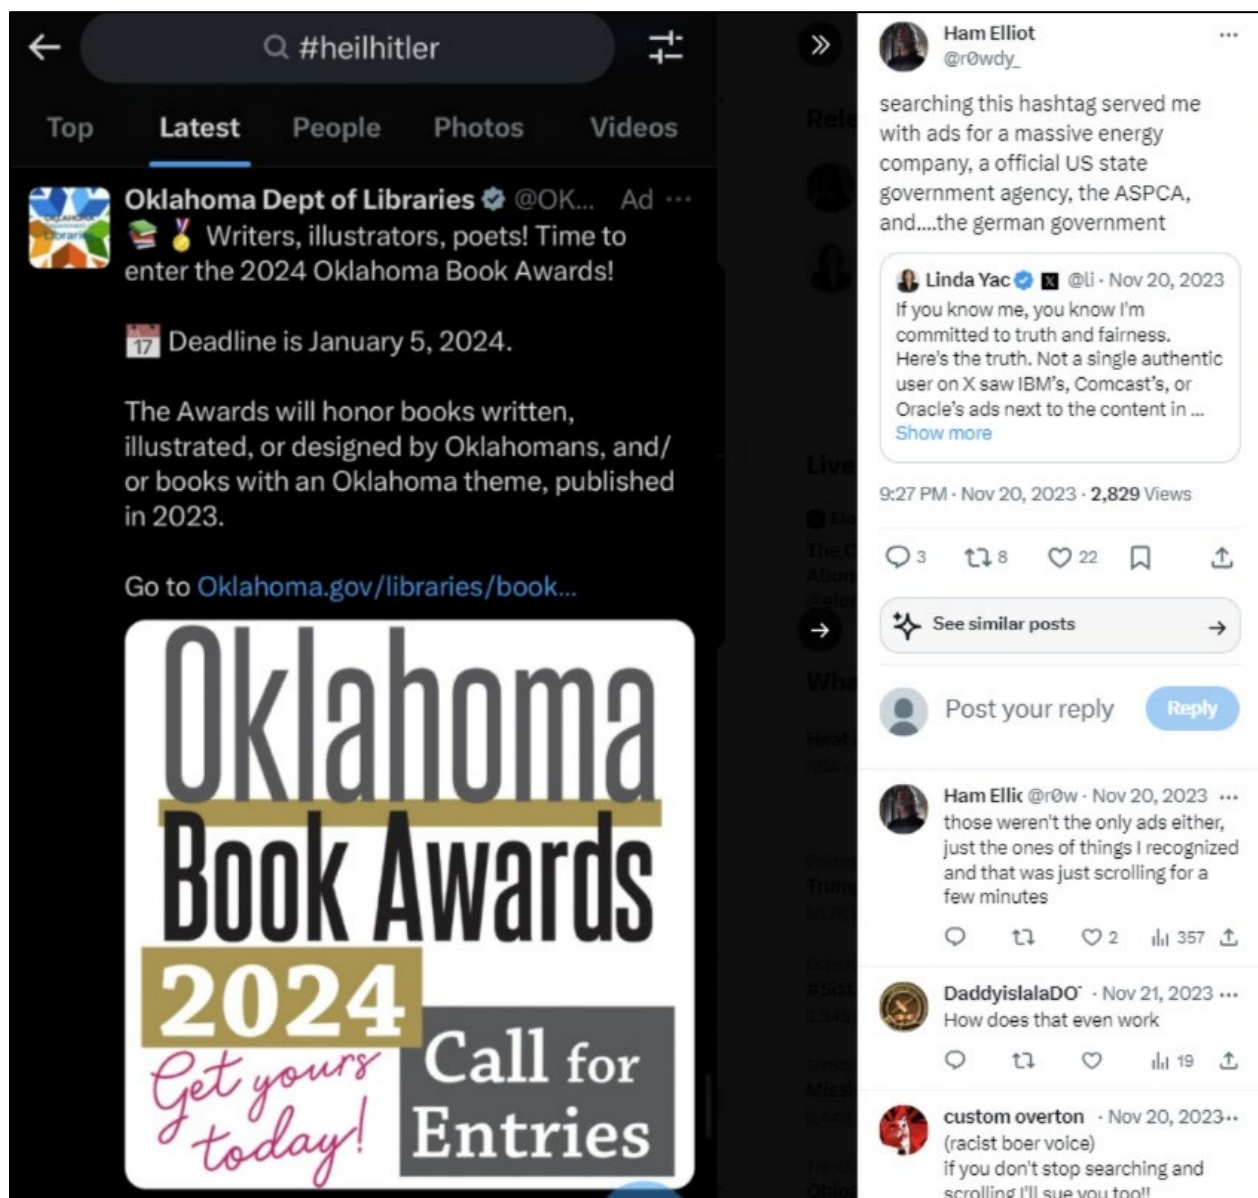 #heilhitler
Top Latest People Photos Videos
Oklahoma Dept of Libraries @OK... Ad ...
Writers, illustrators, poets! Time to
enter the 2024 Oklahoma Book Awards!
17 Deadline is January 5, 2024.
The Awards will honor books written,
illustrated, or designed by Oklahomans, and/
or books with an Oklahoma theme, published
in 2023.
Go to Oklahoma.gov/libraries/book...
Oklahoma
Book Awards
2024
Get yours
today!
Call for
Entries
Ham Elliot
@r0wdy_
searching this hashtag served me
with ads for a massive energy
company, a official US state
government agency, the ASPCA,
and....the german government
Linda Yac X @li · Nov 20, 2023
If you know me, you know I'm
committed to truth and fairness.
Here's the truth. Not a single authentic
user on X saw IBM's, Comcast's, or
Oracle's ads next to the content in ...
Show more
9:27 PM · Nov 20, 2023 · 2,829 Views
3 8 22
See similar posts
Post your reply Reply
Ham Ellic @r0w · Nov 20, 2023 ...
those weren't the only ads either,
just the ones of things I recognized
and that was just scrolling for a
few minutes
2 357
DaddyislalaDO · Nov 21, 2023 ...
How does that even work
19
custom overton · Nov 20, 2023 ...
(racist boer voice)
if you don't stop searching and
scrolling I'll sue you too!!